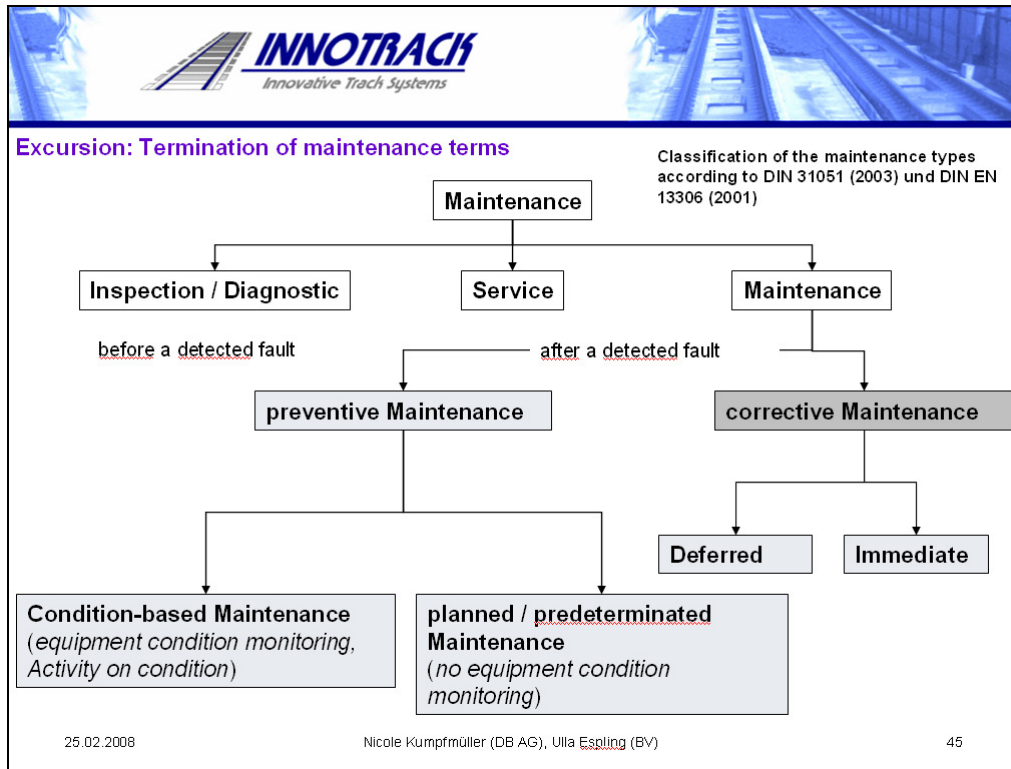 INNOTRACK
Innovative Track Systems
Excursion: Termination of maintenance terms
Classification of the maintenance types
according to DIN 31051 (2003) und DIN EN
13306 (2001)
Maintenance
Inspection / Diagnostic
Service
Maintenance
before a detected fault
after a detected fault
preventive Maintenance
corrective Maintenance
Deferred
Immediate
Condition-based Maintenance
(equipment condition monitoring,
Activity on condition)
planned / predeterminated
Maintenance
(no equipment condition
monitoring)
25.02.2008
Nicole Kumpfmüller (DB AG), Ulla Espling (BV)
45